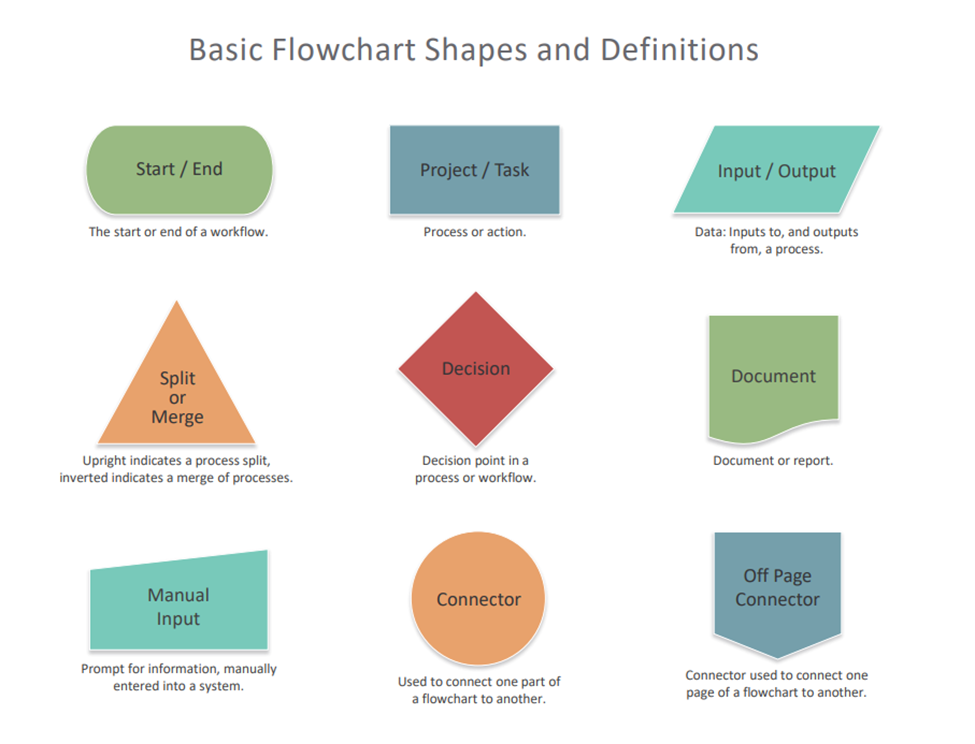 Basic Flowchart Shapes and Definitions
Start / End
The start or end of a workflow.
Project / Task
Process or action.
Input / Output
Data: Inputs to, and outputs
from, a process.
Split
or
Merge
Upright indicates a process split,
inverted indicates a merge of processes.
Decision
Decision point in a
process or workflow.
Document
Document or report.
Manual
Input
Prompt for information, manually
entered into a system.
Connector
Used to connect one part of
a flowchart to another.
Off Page
Connector
Connector used to connect one
page of a flowchart to another.